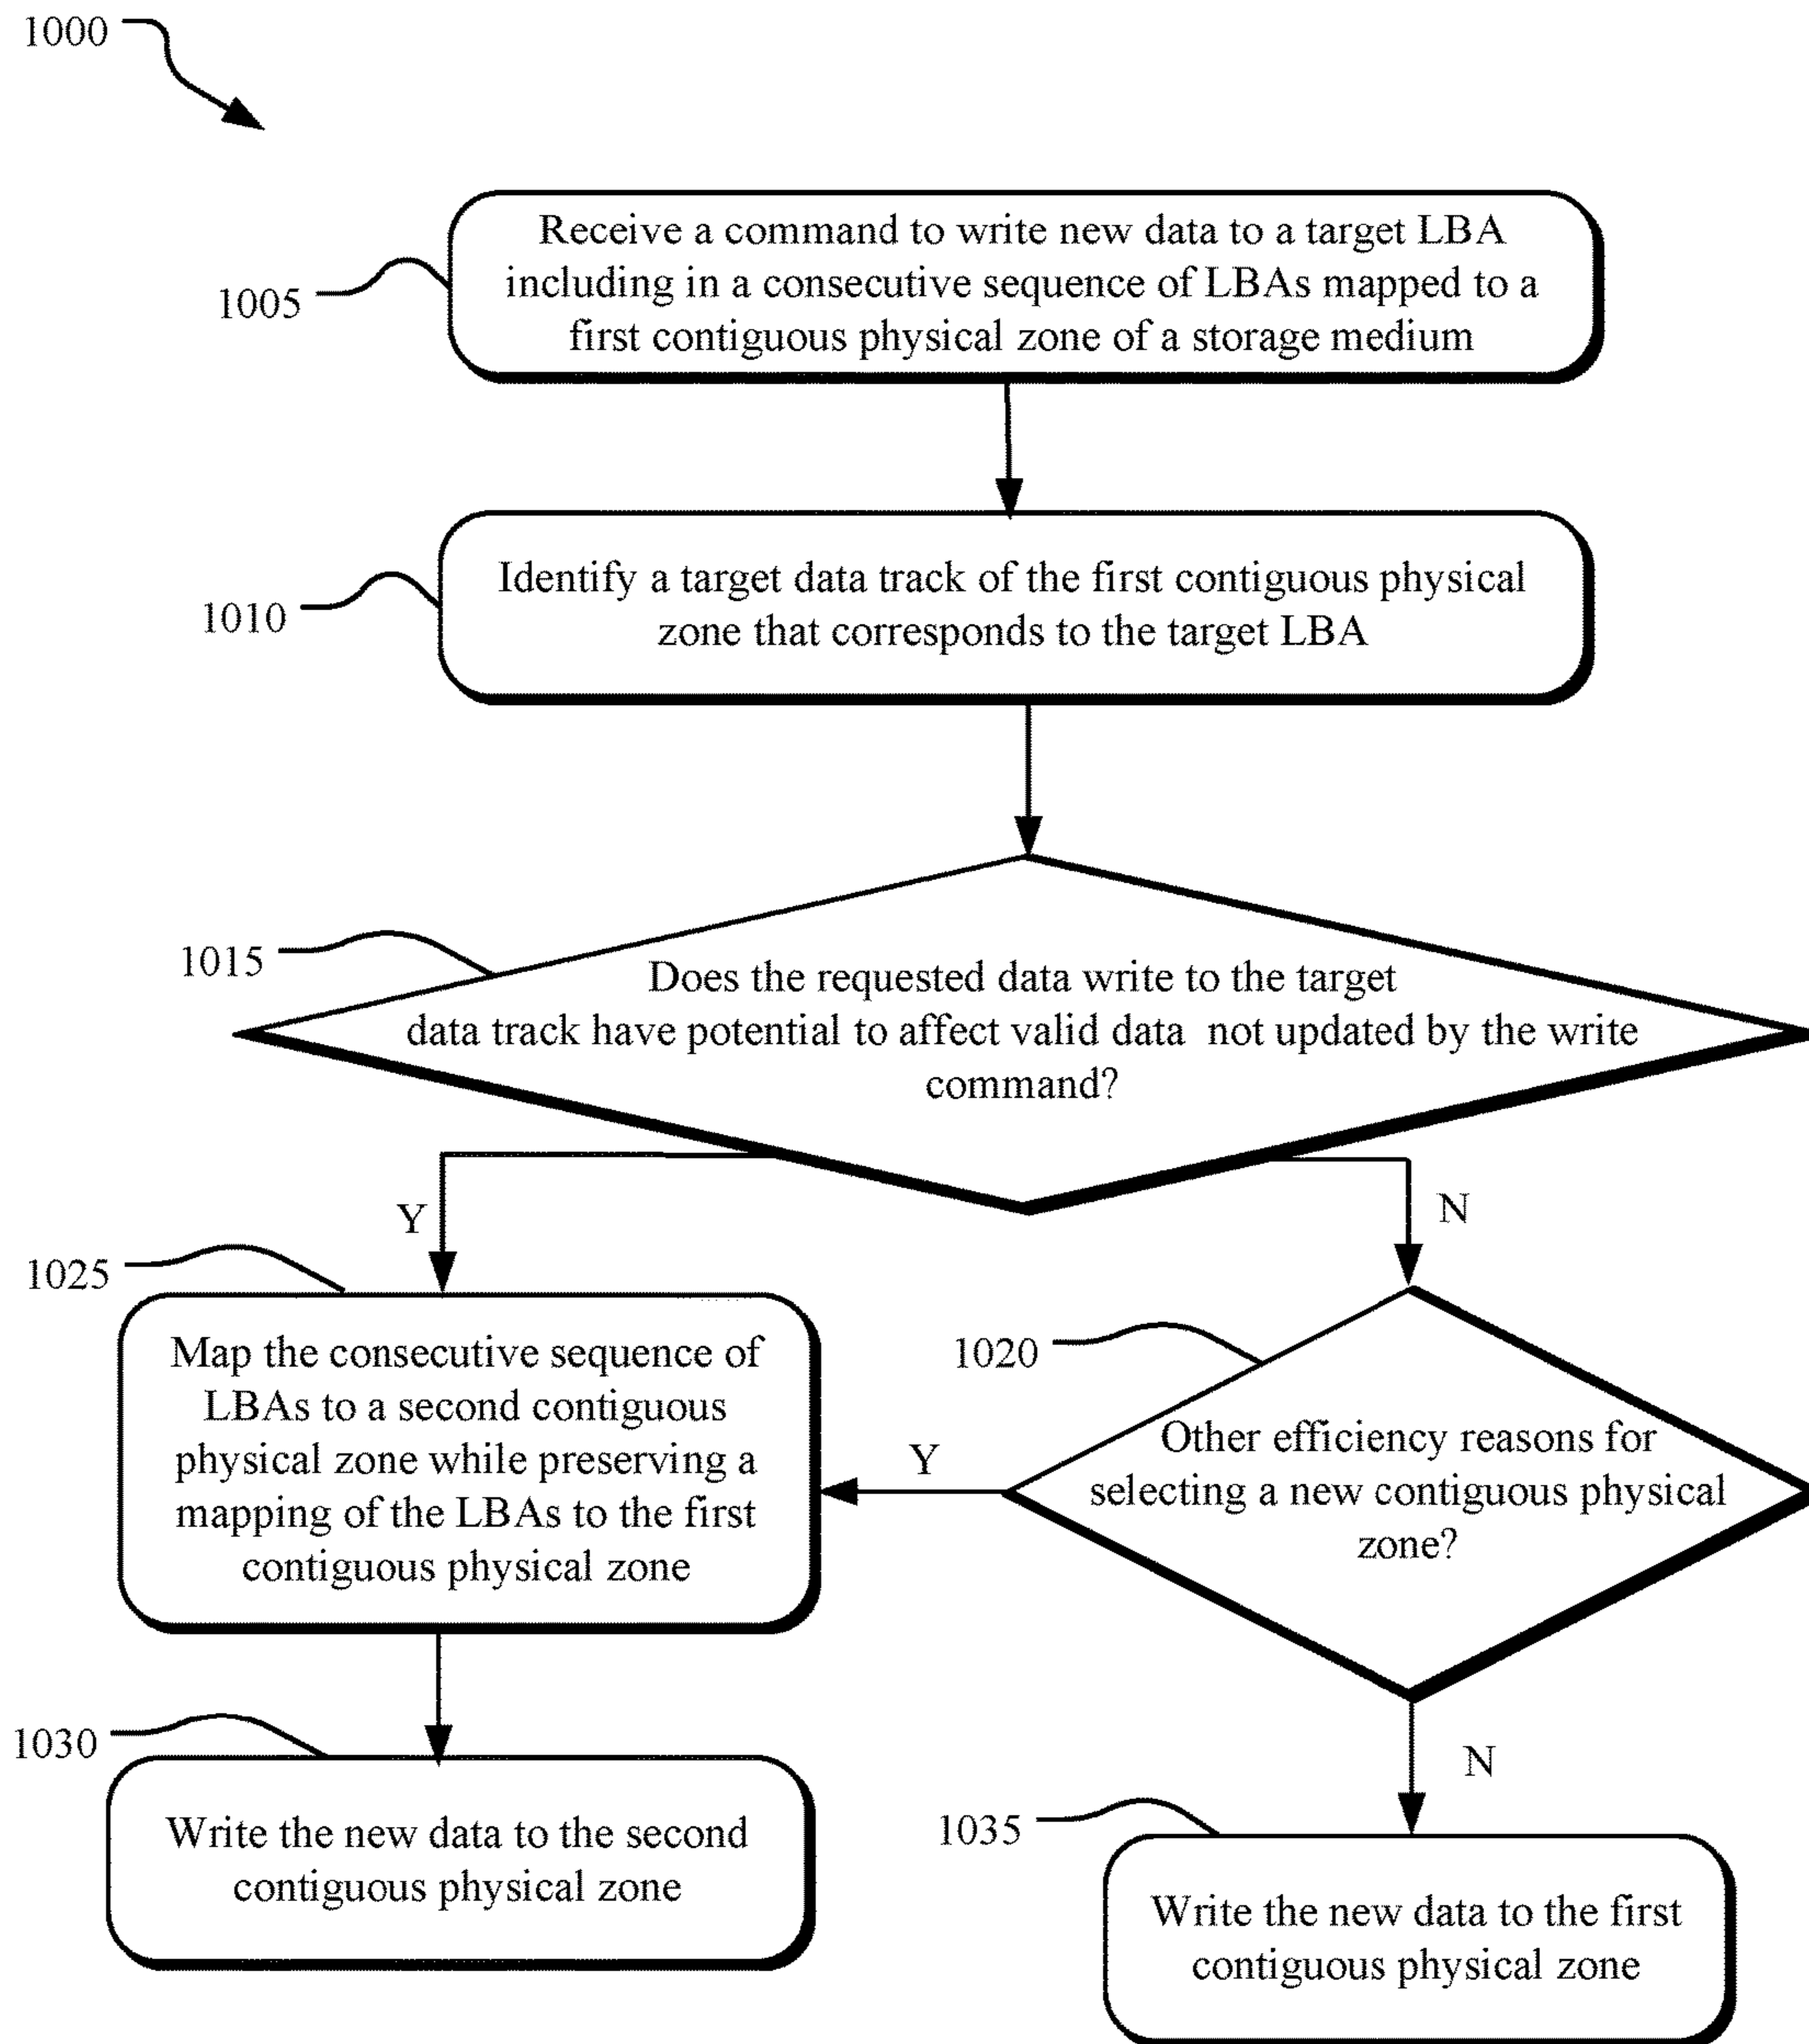 1000
Receive a command to write new data to a target LBA
including in a consecutive sequence of LBAs mapped to a
first contiguous physical zone of a storage medium
1005
Identify a target data track of the first contiguous physical
zone that corresponds to the target LBA
1010
1015
Does the requested data write to the target
data track have potential to affect valid data not updated by the write
command?
Y
N
1025
Map the consecutive sequence of
LBAs to a second contiguous
physical zone while preserving a
mapping of the LBAs to the first
contiguous physical zone
1020
Other efficiency reasons for
selecting a new contiguous physical
zone?
Y
N
1030
Write the new data to the second
contiguous physical zone
1035
Write the new data to the first
contiguous physical zone